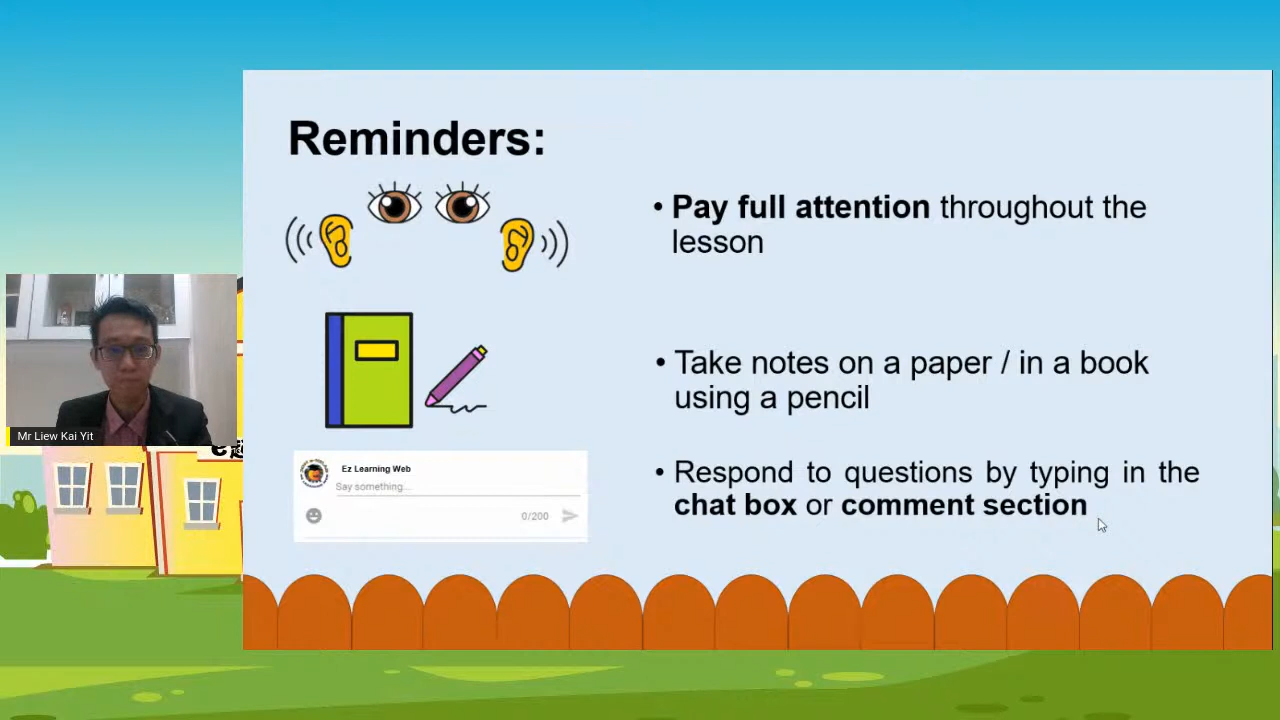 Reminders:
• Pay full attention throughout the
lesson
• Take notes on a paper / in a book
using a pencil
Mr Liew Kai Yit
Ez Learning Web
Say something...
0/200
• Respond to questions by typing in the
chat box or comment section